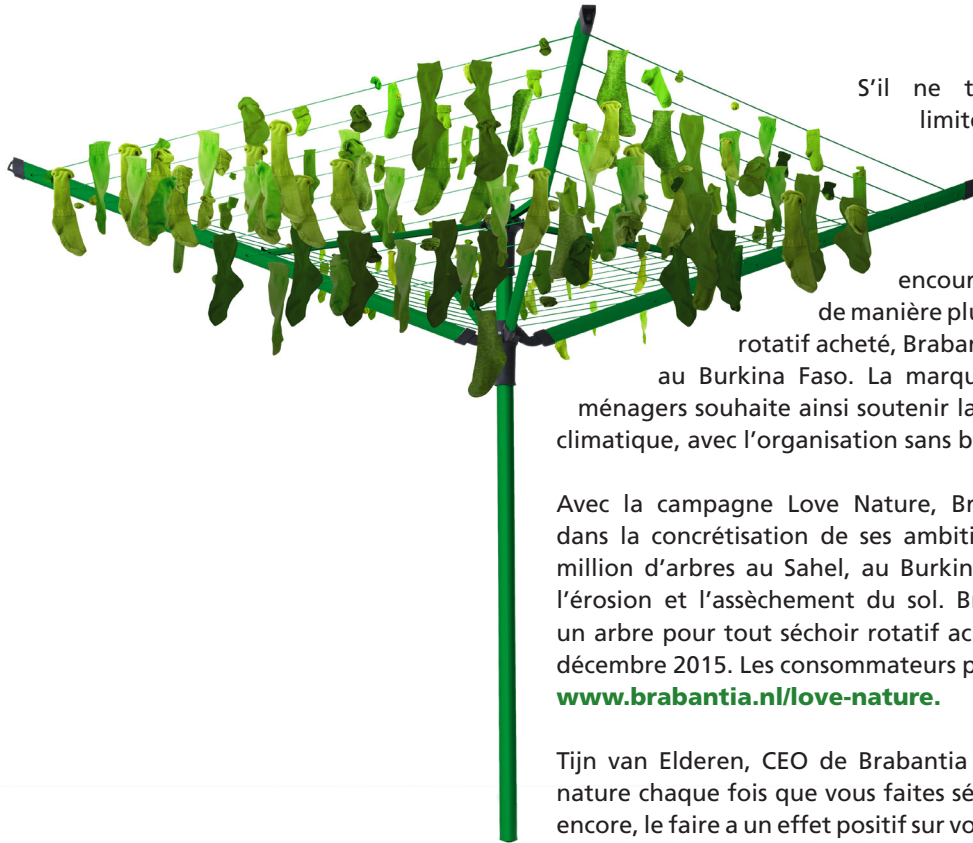 S'il ne
limite
encour
de manière plu
rotatif acheté, Braban
au Burkina Faso. La marqu
ménagers souhaite ainsi soutenir la
climatique, avec l'organisation sans b
Avec la campagne Love Nature, Br
dans la concrétisation de ses ambiti
million d'arbres au Sahel, au Burkin
l'érosion et l'assèchement du sol. Br
un arbre pour tout séchoir rotatif ac
décembre 2015. Les consommateurs p
www.brabantia.nl/love-nature.
Tijn van Elderen, CEO de Brabantia
nature chaque fois que vous faites sé
encore, le faire a un effet positif sur vo